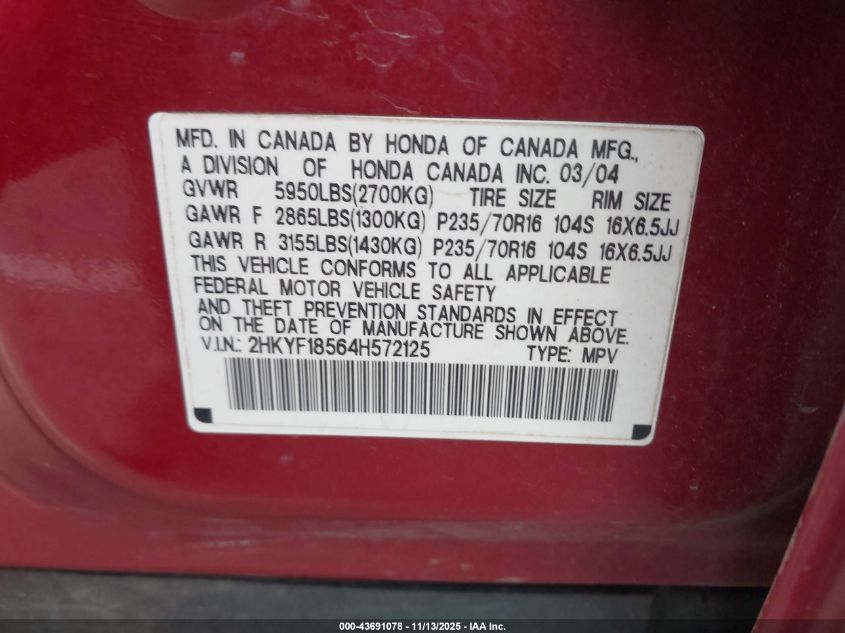 MFD. IN CANADA BY HONDA OF CANADA MFG.,
A DIVISION OF HONDA CANADA INC. 03/04
GVWR 5950LBS(2700KG) TIRE SIZE RIM SIZE
GAWR F 2865LBS(1300KG) P235/70R16 104S 16X6.5JJ
GAWR R 3155LBS(1430KG) P235/70R16 104S 16X6.5JJ
THIS VEHICLE CONFORMS TO ALL APPLICABLE
FEDERAL MOTOR VEHICLE SAFETY
AND THEFT PREVENTION STANDARDS IN EFFECT
ON THE DATE OF MANUFACTURE SHOWN ABOVE.
V.I.N.: 2HKYF18564H572125 TYPE: MPV
000-43691078 - 11/13/2025 - IAA Inc.